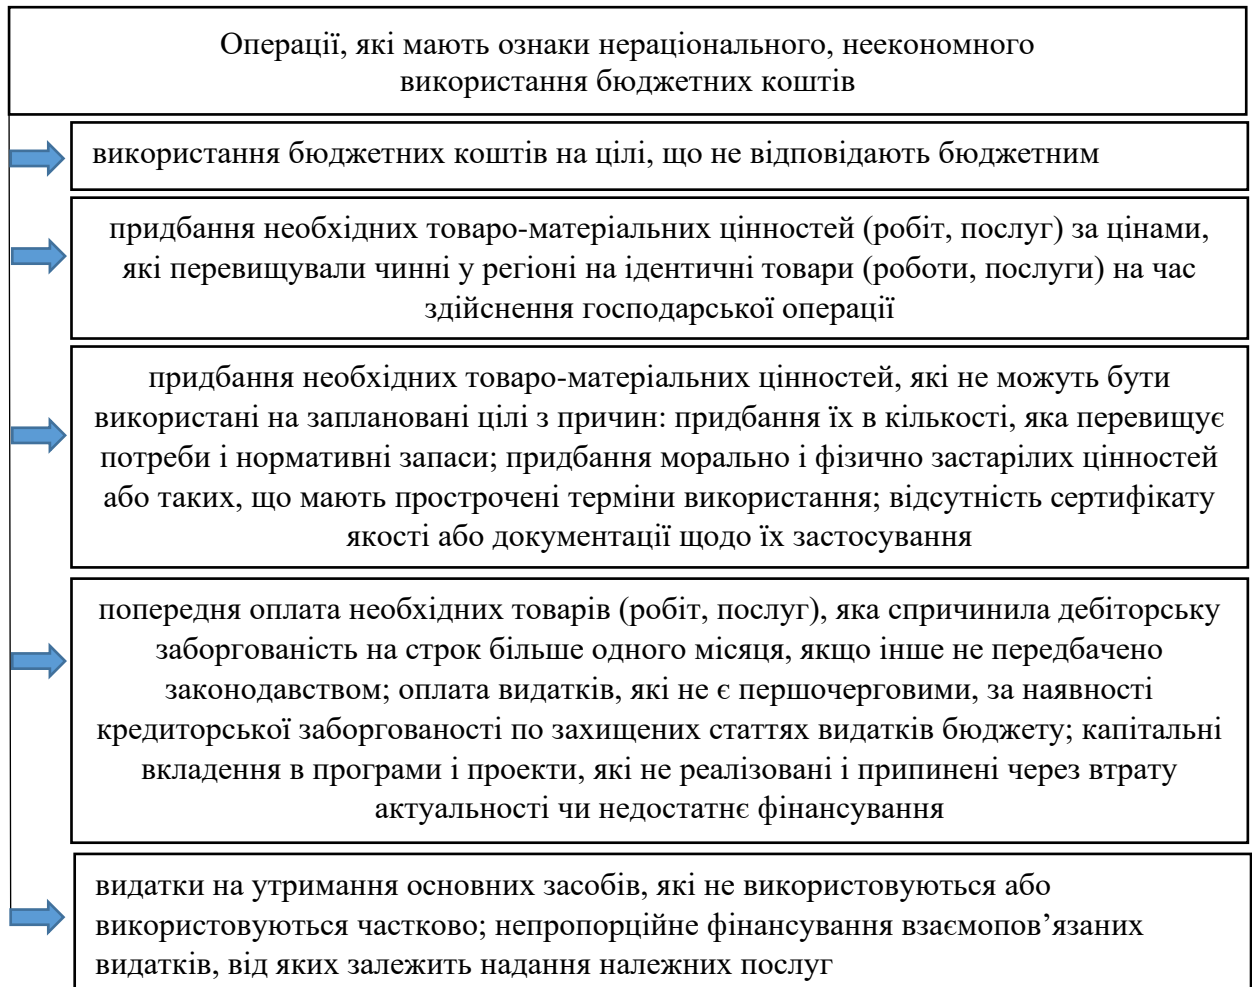 Операції, які мають ознаки нераціонального, неекономного
використання бюджетних коштів
використання бюджетних коштів на цілі, що не відповідають бюджетним
придбання необхідних товаро-матеріальних цінностей (робіт, послуг) за цінами,
які перевищували чинні у регіоні на ідентичні товари (роботи, послуги) на час
здійснення господарської операції
придбання необхідних товаро-матеріальних цінностей, які не можуть бути
використані на заплановані цілі з причин: придбання їх в кількості, яка перевищує
потреби і нормативні запаси; придбання морально і фізично застарілих цінностей
або таких, що мають прострочені терміни використання; відсутність сертифікату
якості або документації щодо їх застосування
попередня оплата необхідних товарів (робіт, послуг), яка спричинила дебіторську
заборгованість на строк більше одного місяця, якщо інше не передбачено
законодавством; оплата видатків, які не є першочерговими, за наявності
кредиторської заборгованості по захищених статтях видатків бюджету; капітальні
вкладення в програми і проекти, які не реалізовані і припинені через втрату
актуальності чи недостатнє фінансування
видатки на утримання основних засобів, які не використовуються або
використовуються частково; непропорційне фінансування взаємопов’язаних
видатків, від яких залежить надання належних послуг